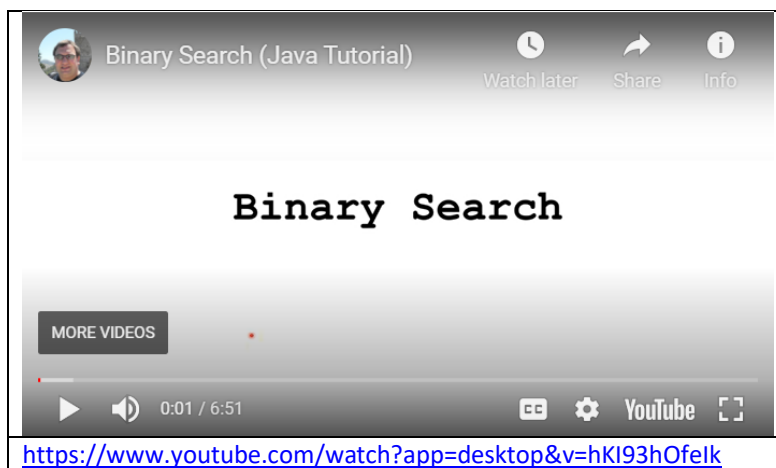 Binary Search (Java Tutorial)
Watch later
Share
Info
Binary Search
MORE VIDEOS
0:01 / 6:51
CC
YouTube
https://www.youtube.com/watch?app=desktop&v=hKI93hOfeIk